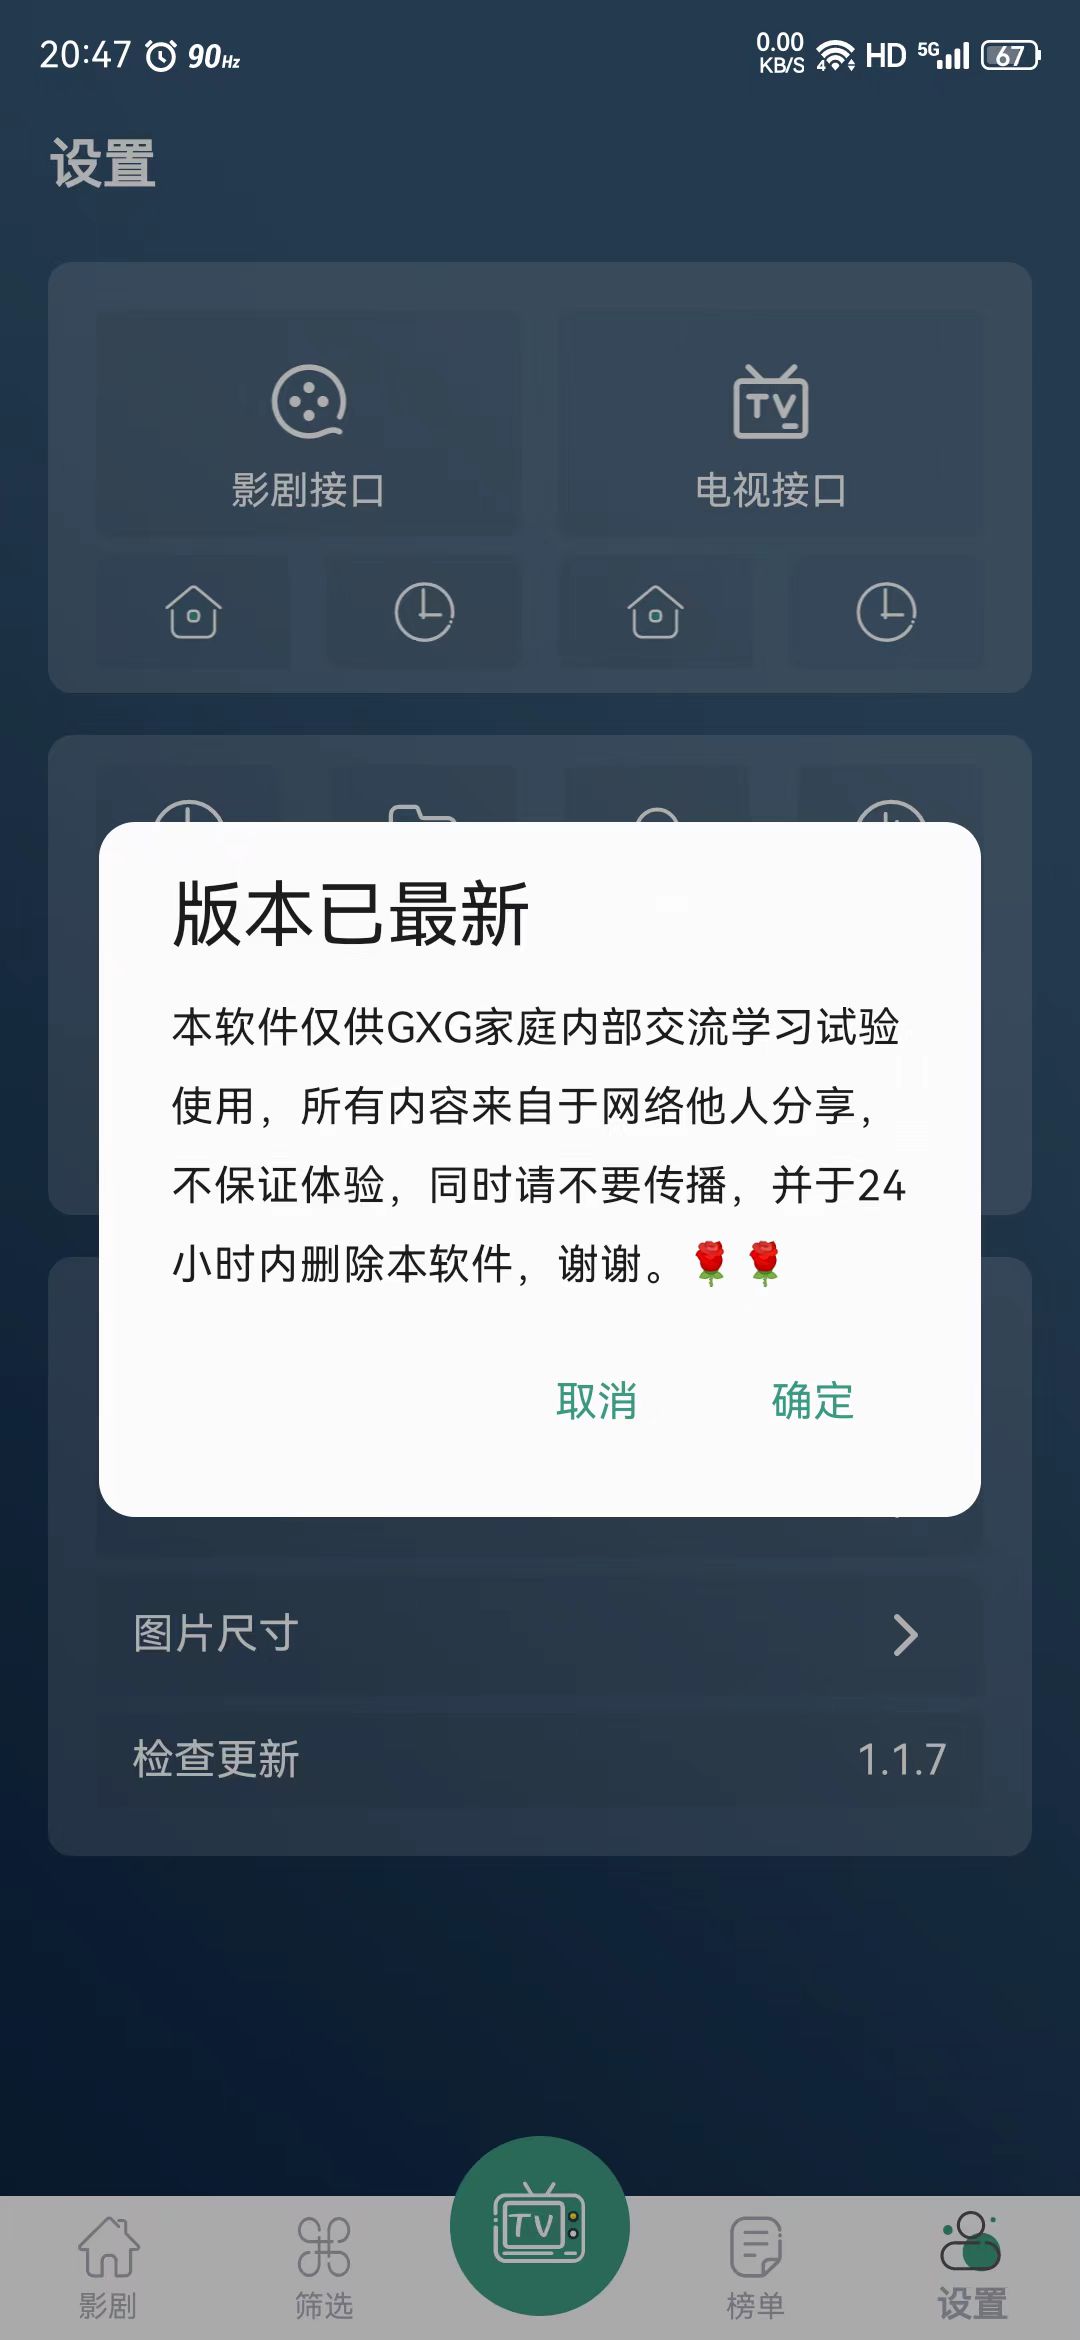 20:47 90Hz 0.00 KB/S 4 HD 5G 67
设置
TV
影剧接口 电视接口
版本已最新
本软件仅供GXG家庭内部交流学习试验
使用，所有内容来自于网络他人分享，
不保证体验，同时请不要传播，并于24
小时内删除本软件，谢谢。🌹🌹
取消 确定
图片尺寸
检查更新 1.1.7
TV
影剧 筛选 榜单 设置